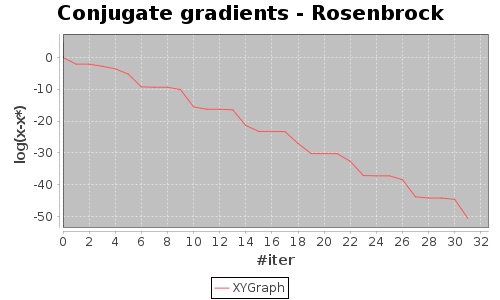 Conjugate gradients - Rosenbrock
log(x-x*)
0
-10
-20
-30
-40
-50
0 2 4 6 8 10 12 14 16 18 20 22 24 26 28 30 32
#iter
XYGraph